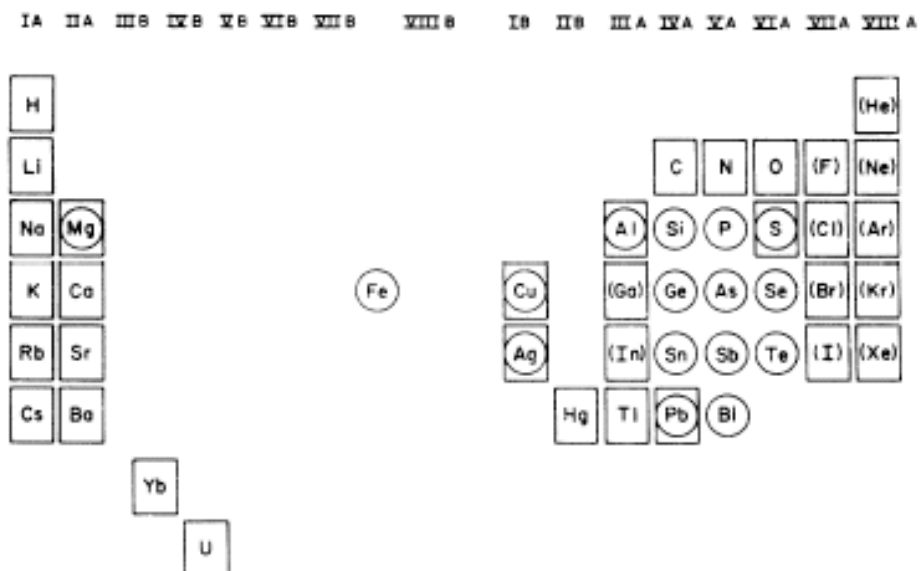 IA IIA IIIB IVB VB VIB VIIB VIIIB IB IIB IIIA IVA VA VIA VIIA VIIIA
H (He)
Li C N O (F) (Ne)
Na Mg Al Si P S (Cl) (Ar)
K Ca Fe Cu (Ga) Ge As Se (Br) (Kr)
Rb Sr Ag (In) Sn Sb Te (I) (Xe)
Cs Ba Hg Tl Pb Bi
Yb
U